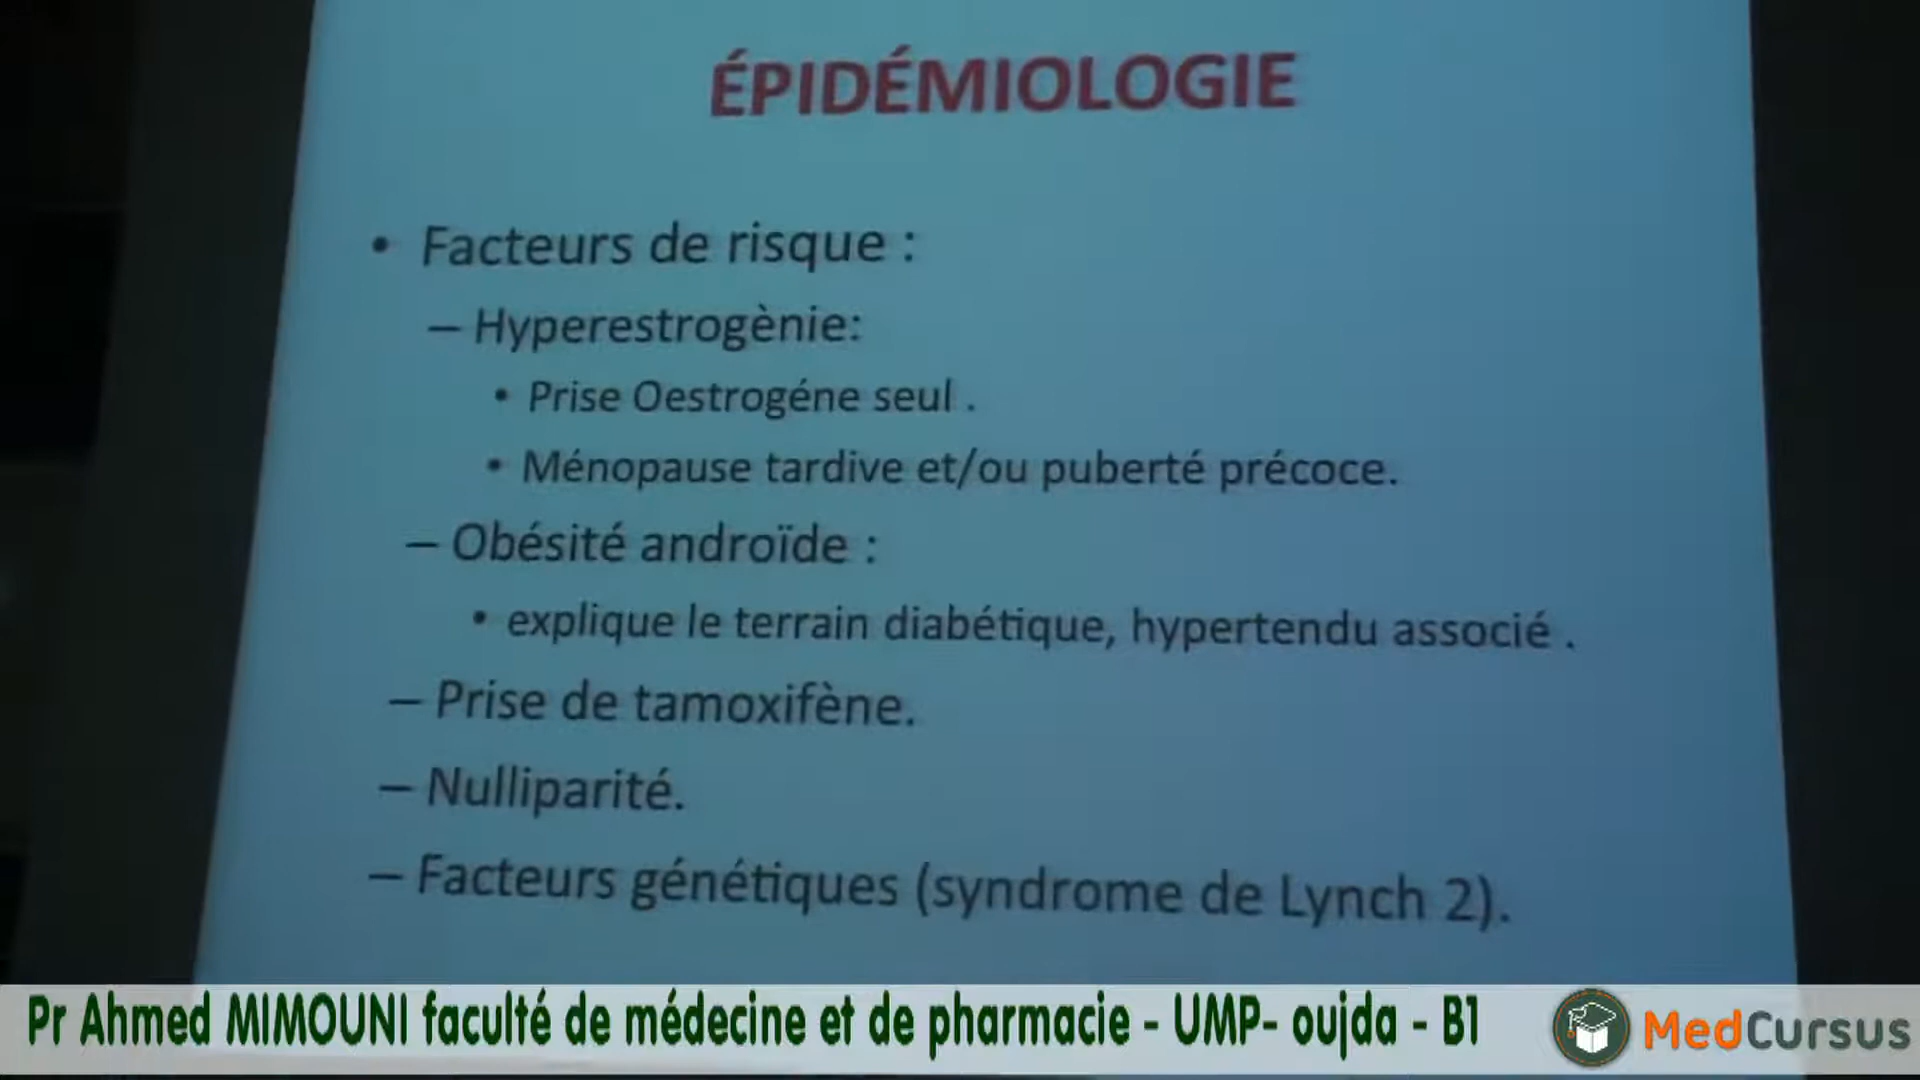 ÉPIDÉMIOLOGIE
• Facteurs de risque :
– Hyperestrogènie:
• Prise Oestrogéne seul .
• Ménopause tardive et/ou puberté précoce.
– Obésité androïde :
• explique le terrain diabétique, hypertendu associé .
– Prise de tamoxifène.
– Nulliparité.
– Facteurs génétiques (syndrome de Lynch 2).
Pr Ahmed MIMOUNI faculté de médecine et de pharmacie - UMP- oujda - B1
MedCursus